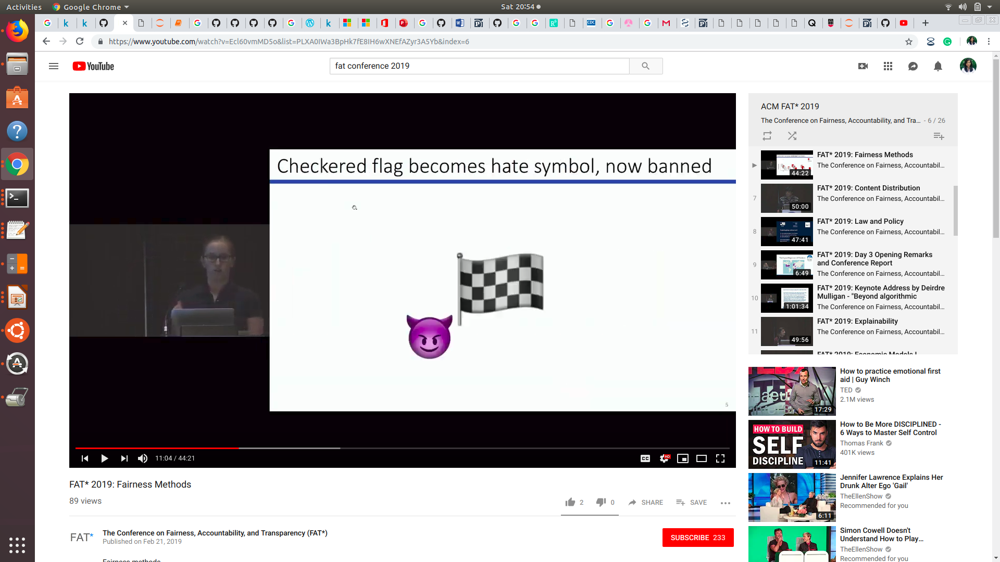 Activities
Google Chrome
Sat 20:54
https://www.youtube.com/watch?v=Ecl60vmMD5o&list=PLXA0IWa3BpHk7fE8IH6wXNEfAZyr3A5Yb&index=6
YouTube
fat conference 2019
Checkered flag becomes hate symbol, now banned
5
11:04 / 44:21
CC
HD
FAT* 2019: Fairness Methods
89 views
2
0
SHARE
SAVE
FAT*
The Conference on Fairness, Accountability, and Transparency (FAT*)
Published on Feb 21, 2019
SUBSCRIBE 233
Fairness methods
ACM FAT* 2019
The Conference on Fairness, Accountability, and Tra... - 6 / 26
44:22
FAT* 2019: Fairness Methods
The Conference on Fairness, Accountabil...
7
50:00
FAT* 2019: Content Distribution
The Conference on Fairness, Accountabil...
8
47:41
FAT* 2019: Law and Policy
The Conference on Fairness, Accountabil...
9
6:49
FAT* 2019: Day 3 Opening Remarks
and Conference Report
The Conference on Fairness, Accountabil...
10
1:01:34
FAT* 2019: Keynote Address by Deirdre
Mulligan - "Beyond algorithmic
The Conference on Fairness, Accountabil...
11
49:56
FAT* 2019: Explainability
The Conference on Fairness, Accountabil...
FAT* 2019: Economic Models I
17:29
How to practice emotional first
aid | Guy Winch
TED
2.1M views
HOW TO BUILD
SELF
DISCIPLINE
11:41
How to Be More DISCIPLINED -
6 Ways to Master Self Control
Thomas Frank
401K views
6:11
Jennifer Lawrence Explains Her
Drunk Alter Ego 'Gail'
TheEllenShow
Recommended for you
Simon Cowell Doesn't
Understand How to Play...
TheEllenShow
Recommended for you